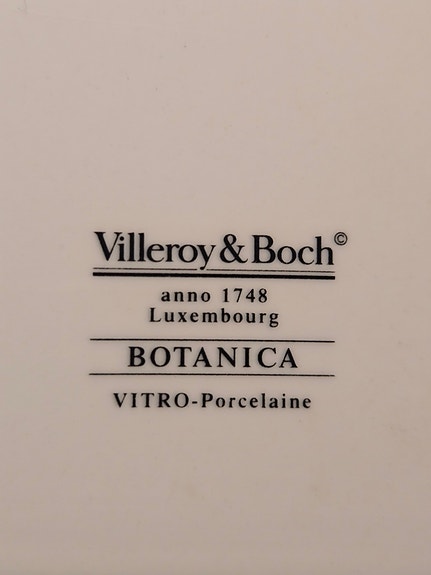 Villeroy & Boch©
anno 1748
Luxembourg
BOTANICA
VITRO-Porcelaine